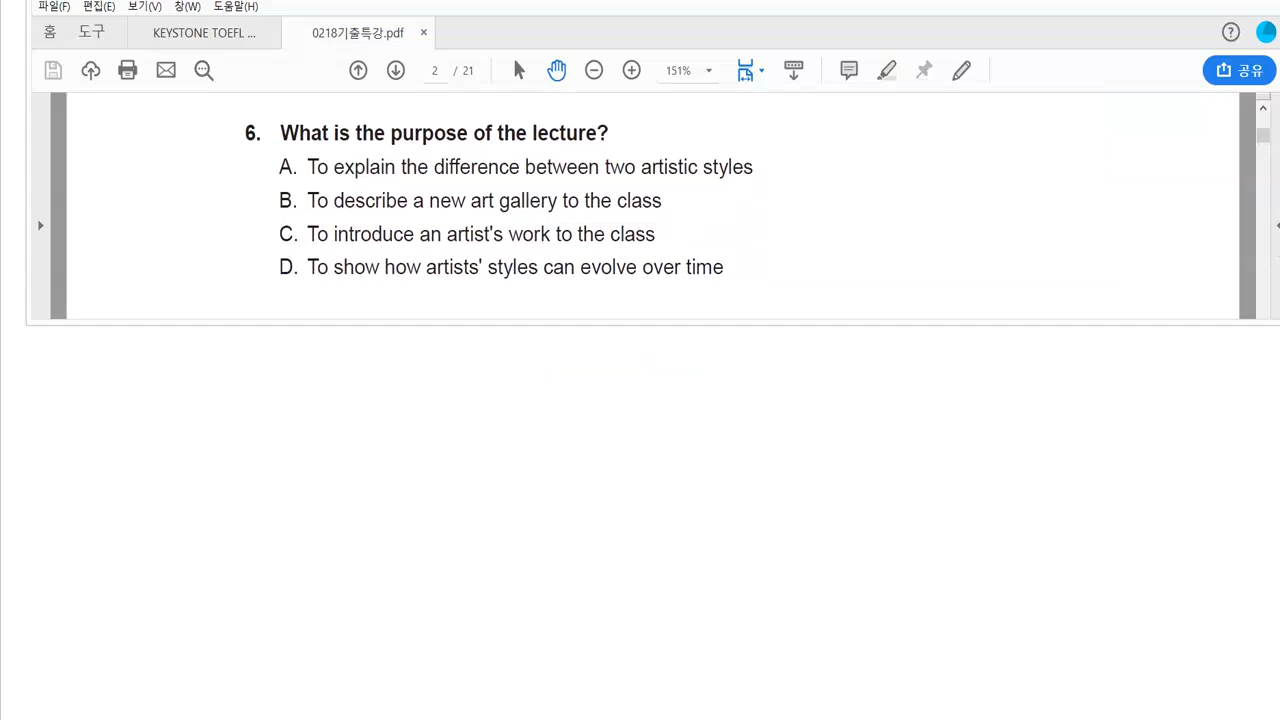 파일(F) 편집(E) 보기(V) 창(W) 도움말(H)
홈 도구 KEYSTONE TOEFL ... 0218기출특강.pdf ×
2 / 21 151% 공유
6. What is the purpose of the lecture?
A. To explain the difference between two artistic styles
B. To describe a new art gallery to the class
C. To introduce an artist's work to the class
D. To show how artists' styles can evolve over time